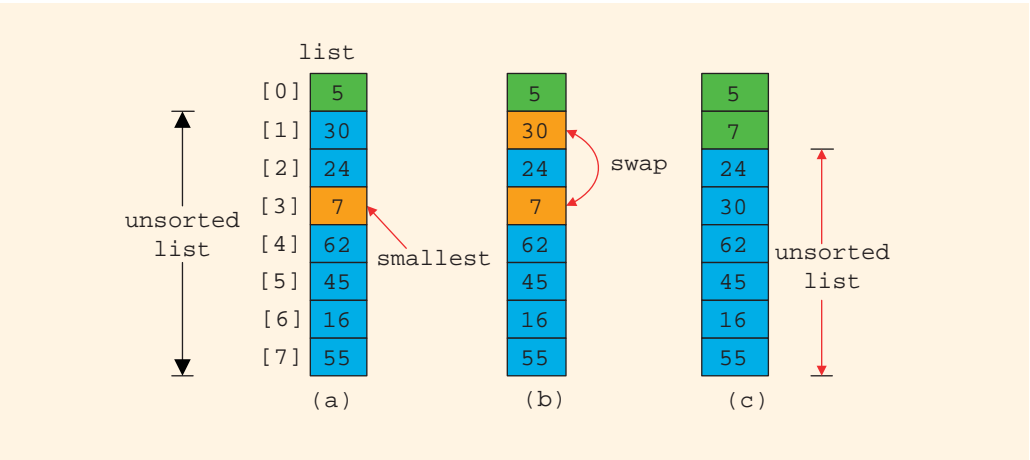 list
[0] 5 5 5
[1] 30 30 7
[2] 24 24 24
swap
[3] 7 7 30
unsorted
list
[4] 62 62 62
smallest
unsorted
list
[5] 45 45 45
[6] 16 16 16
[7] 55 55 55
(a) (b) (c)